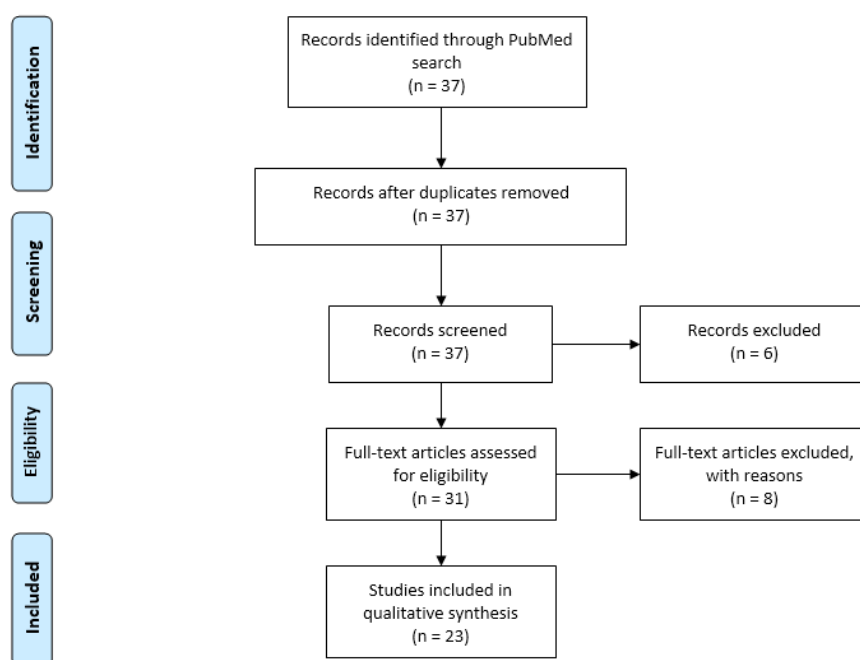 Identification
Records identified through PubMed
search
(n = 37)
Records after duplicates removed
(n = 37)
Screening
Records screened
(n = 37)
Records excluded
(n = 6)
Eligibility
Full-text articles assessed
for eligibility
(n = 31)
Full-text articles excluded,
with reasons
(n = 8)
Included
Studies included in
qualitative synthesis
(n = 23)